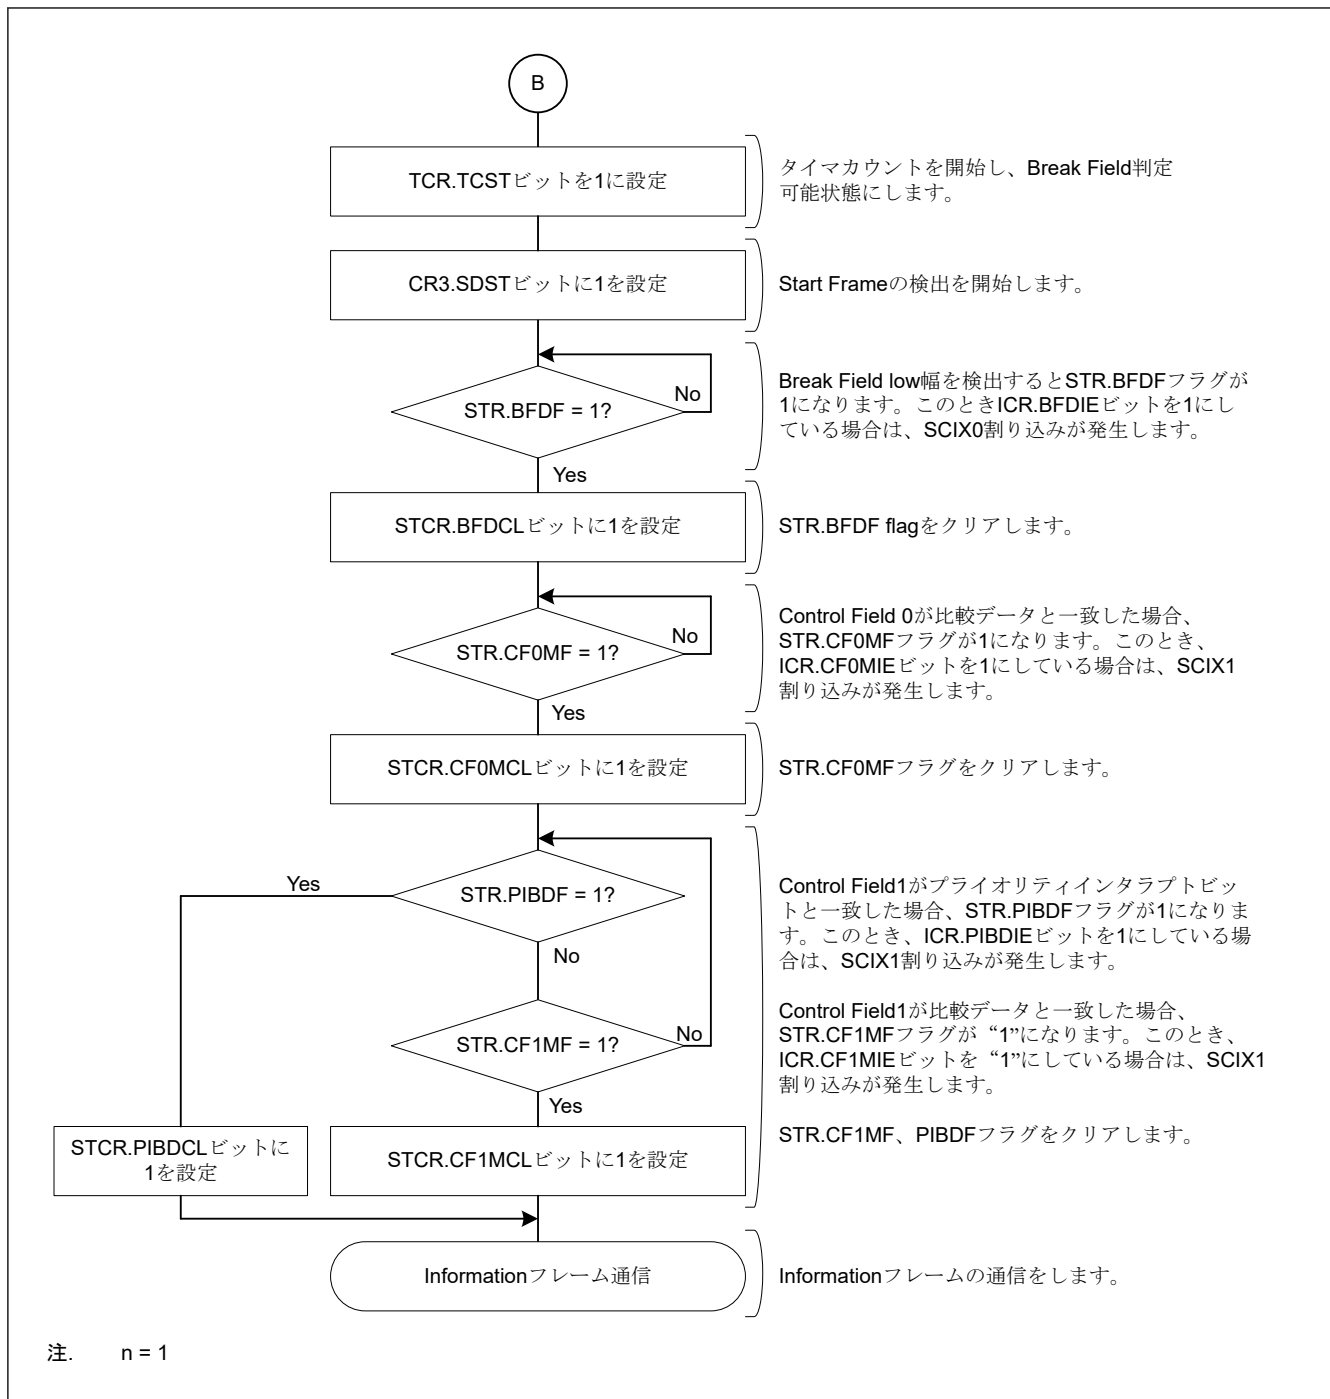 B
TCR.TCSTビットを1に設定
タイマカウントを開始し、Break Field判定
可能状態にします。
CR3.SDSTビットに1を設定
Start Frameの検出を開始します。
STR.BFDF = 1?
No
Yes
Break Field low幅を検出するとSTR.BFDFフラグが
1になります。このときICR.BFDIEビットを1にし
ている場合は、SCIX0割り込みが発生します。
STCR.BFDCLビットに1を設定
STR.BFDF flagをクリアします。
STR.CF0MF = 1?
No
Yes
Control Field 0が比較データと一致した場合、
STR.CF0MFフラグが1になります。このとき、
ICR.CF0MIEビットを1にしている場合は、SCIX1
割り込みが発生します。
STCR.CF0MCLビットに1を設定
STR.CF0MFフラグをクリアします。
STR.PIBDF = 1?
Yes
No
Control Field1がプライオリティインタラプトビッ
トと一致した場合、STR.PIBDFフラグが1になりま
す。このとき、ICR.PIBDIEビットを1にしている場
合は、SCIX1割り込みが発生します。
STR.CF1MF = 1?
No
Yes
Control Field1が比較データと一致した場合、
STR.CF1MFフラグが“1”になります。このとき、
ICR.CF1MIEビットを“1”にしている場合は、SCIX1
割り込みが発生します。
STCR.PIBDCLビットに
1を設定
STCR.CF1MCLビットに1を設定
STR.CF1MF、PIBDFフラグをクリアします。
Informationフレーム通信
Informationフレームの通信をします。
注. n = 1